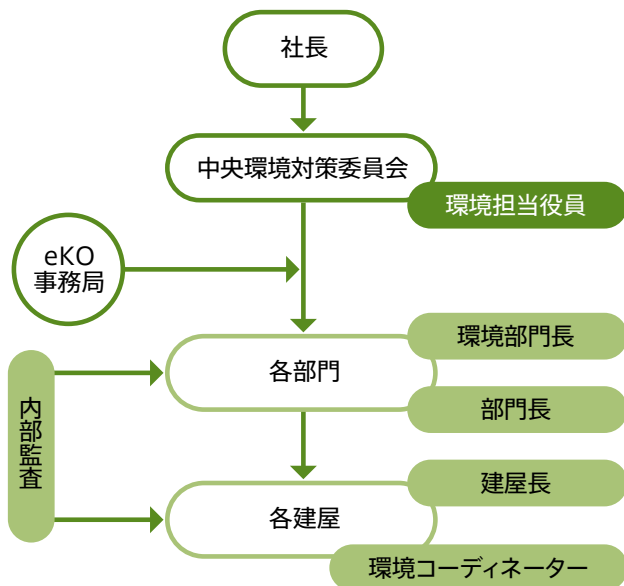 社長
中央環境対策委員会
環境担当役員
eKO
事務局
環境部門長
各部門
部門長
内部監査
建屋長
各建屋
環境コーディネーター